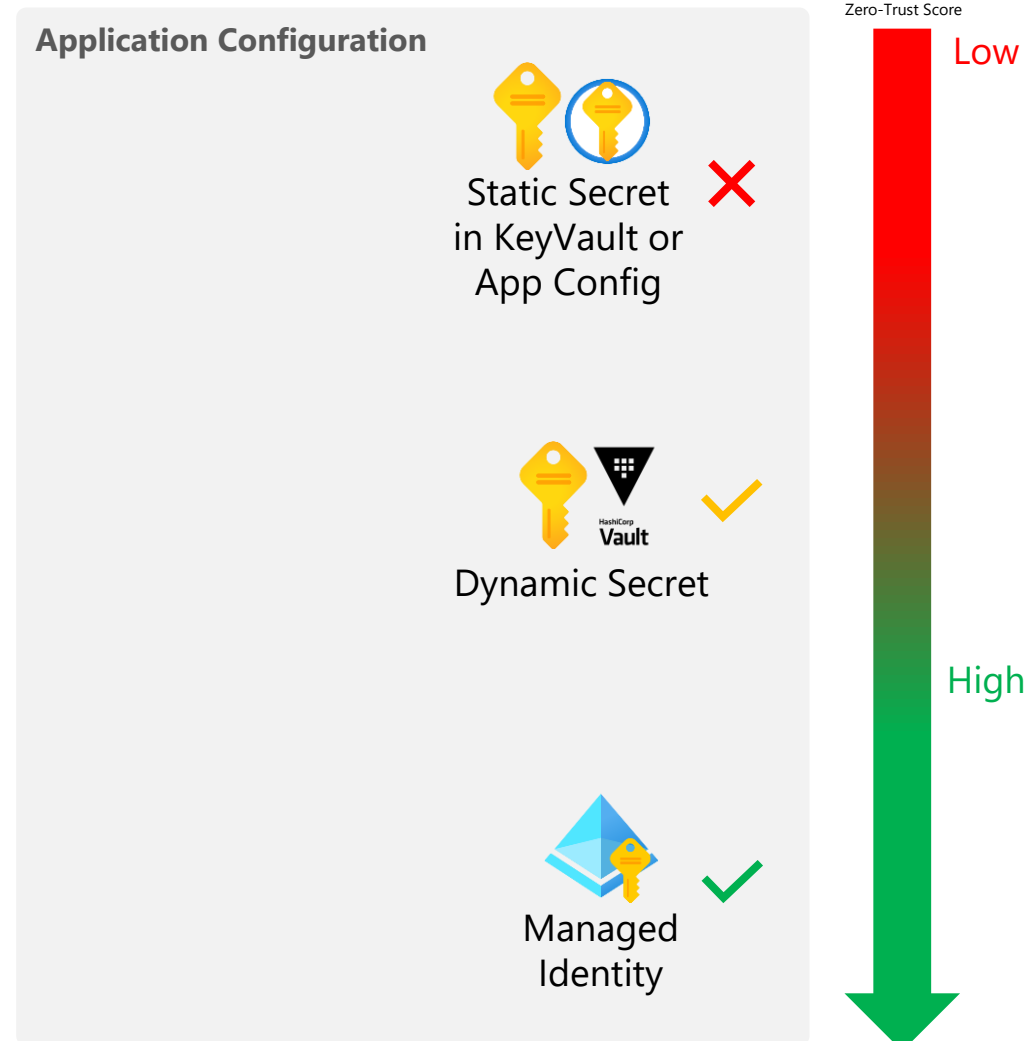 Zero-Trust Score
Application Configuration
Low
Static Secret
in KeyVault or
App Config
HashiCorp
Vault
Dynamic Secret
High
Managed
Identity